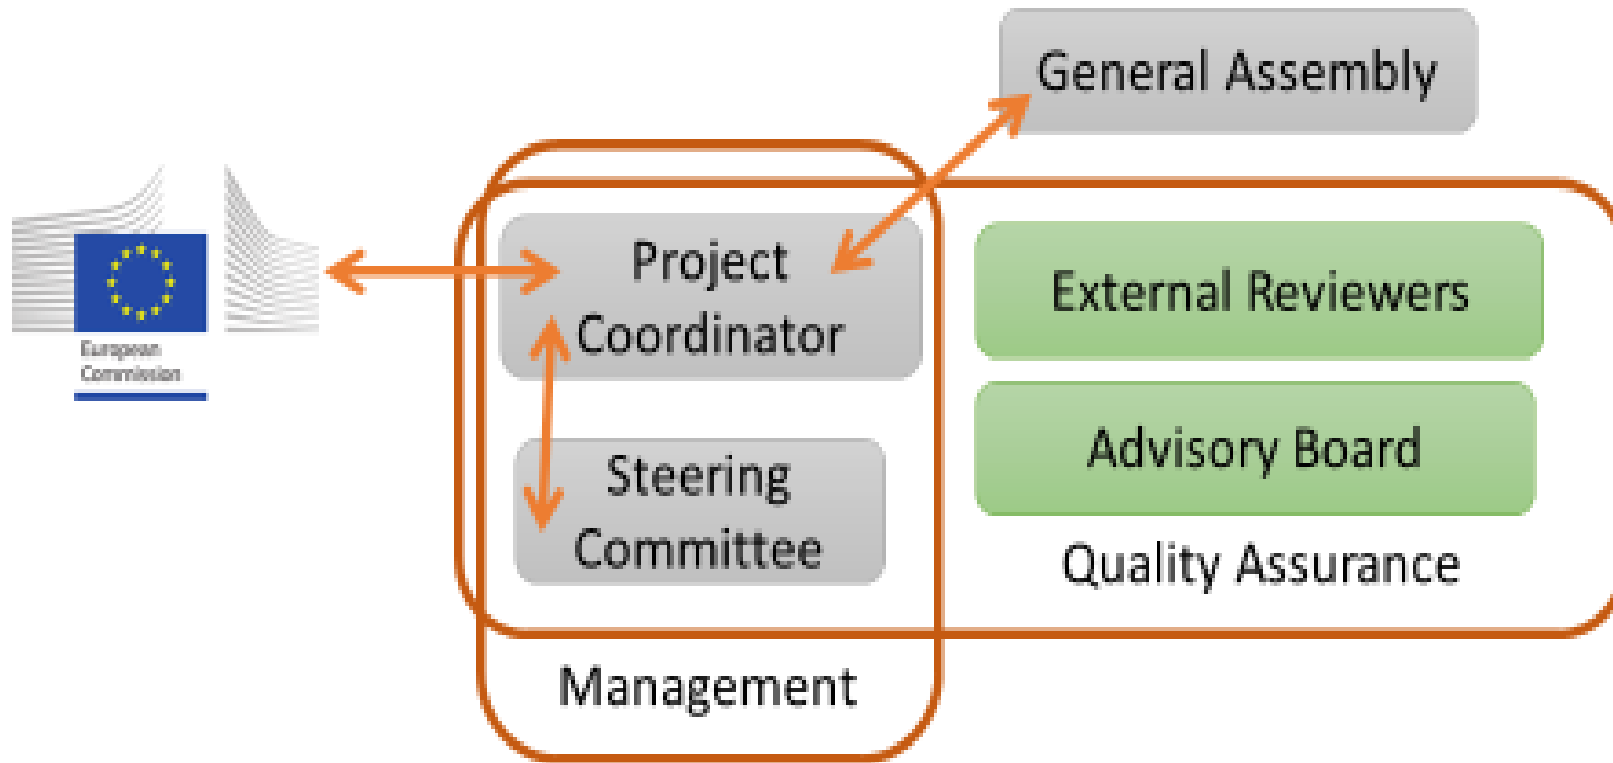 General Assembly
European
Commission
Project
Coordinator
External Reviewers
Advisory Board
Steering
Committee
Quality Assurance
Management